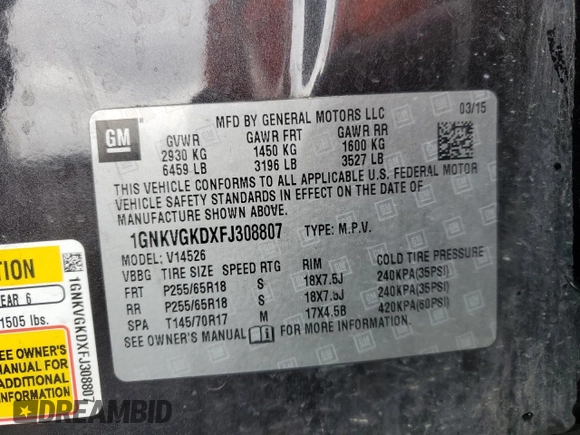 MFD BY GENERAL MOTORS LLC 03/15
GM
GVWR GAWR FRT GAWR RR
2930 KG 1450 KG 1600 KG
6459 LB 3196 LB 3527 LB
THIS VEHICLE CONFORMS TO ALL APPLICABLE U.S. FEDERAL MOTOR
VEHICLE SAFETY STANDARDS IN EFFECT ON THE DATE OF
MANUFACTURE SHOWN ABOVE.
1GNKVGKDXFJ308807 TYPE: M.P.V.
MODEL: V14526
VBBG TIRE SIZE SPEED RTG RIM COLD TIRE PRESSURE
FRT P255/65R18 S 18X7.5J 240KPA(35PSI)
RR P255/65R18 S 18X7.5J 240KPA(35PSI)
SPA T145/70R17 M 17X4.5B 420KPA(60PSI)
SEE OWNER'S MANUAL FOR MORE INFORMATION.
TION
EAR 6
1505 lbs.
SEE OWNER'S
MANUAL FOR
ADDITIONAL
INFORMATION
1GNKVGKDXFJ308807
DREAMBID